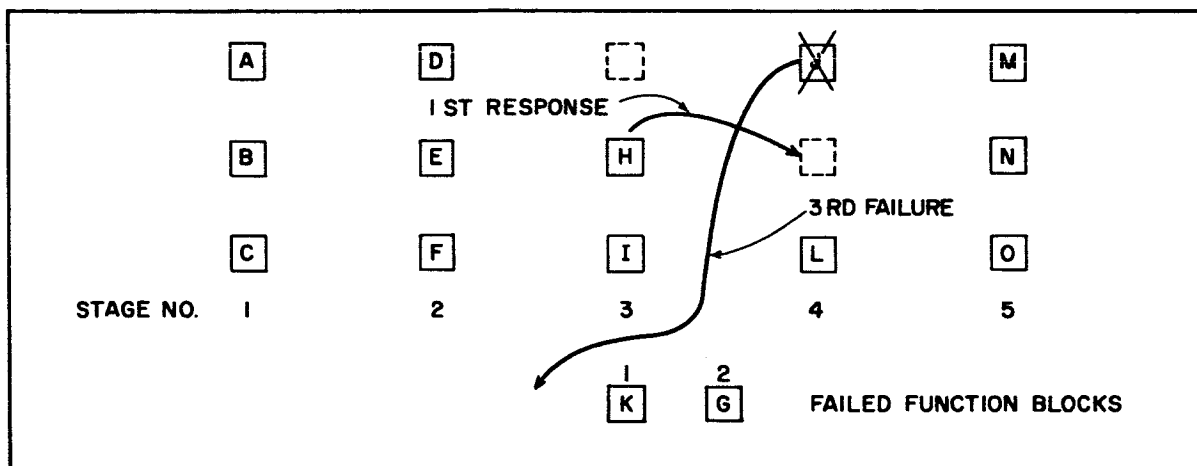 A D J M
1 ST RESPONSE
B E H N
3 RD FAILURE
C F I L O
STAGE NO. 1 2 3 4 5
1 2
K G FAILED FUNCTION BLOCKS